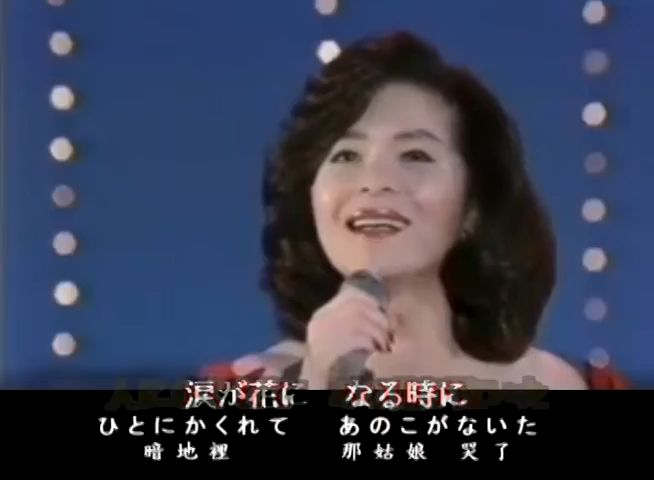 涙が花に なる時に
ひとにかくれて あのこがないた
暗地裡 那姑娘 哭了